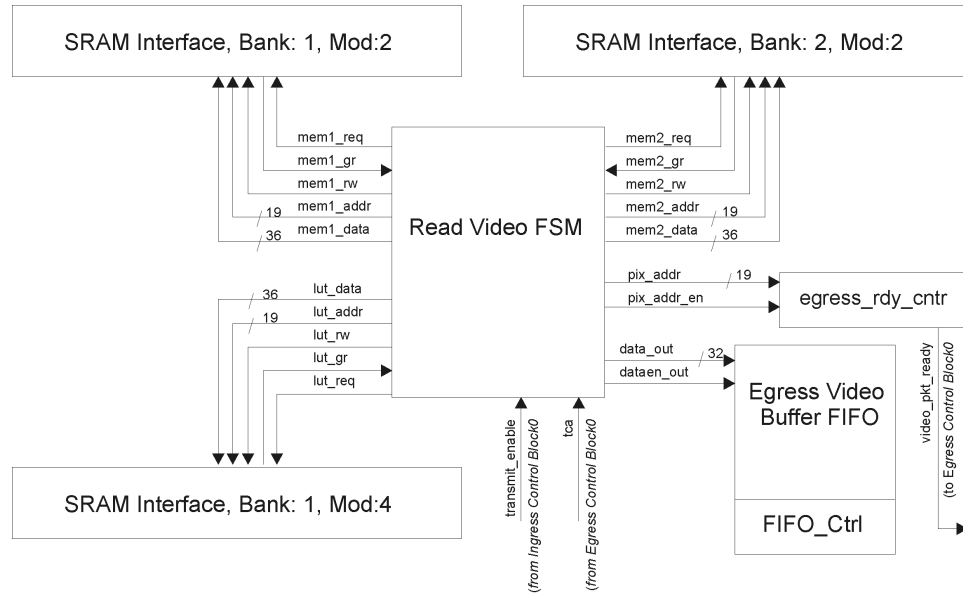 SRAM Interface, Bank: 1, Mod:2
SRAM Interface, Bank: 2, Mod:2
mem1_req
mem1_gr
mem1_rw
mem1_addr
19
mem1_data
36
Read Video FSM
mem2_req
mem2_gr
mem2_rw
mem2_addr
19
mem2_data
36
lut_data
36
lut_addr
19
lut_rw
lut_gr
lut_req
pix_addr
19
pix_addr_en
egress_rdy_cntr
data_out
32
dataen_out
Egress Video
Buffer FIFO
FIFO_Ctrl
video_pkt_ready
(to Egress Control Block0)
transmit_enable
(from Ingress Control Block0)
tca
(from Egress Control Block0)
SRAM Interface, Bank: 1, Mod:4